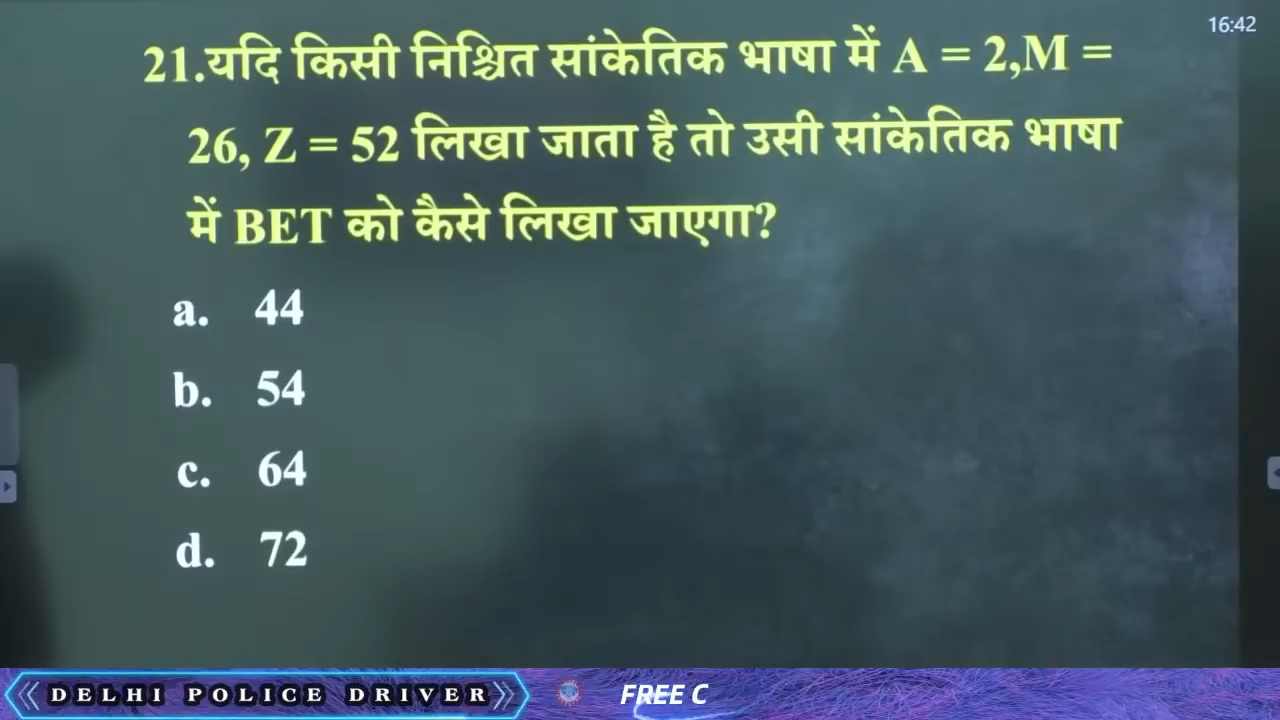 16:42
21.यदि किसी निश्चित सांकेतिक भाषा में A = 2,M =
26, Z = 52 लिखा जाता है तो उसी सांकेतिक भाषा
में BET को कैसे लिखा जाएगा?
a. 44
b. 54
c. 64
d. 72
DELHI POLICE DRIVER
FREE C